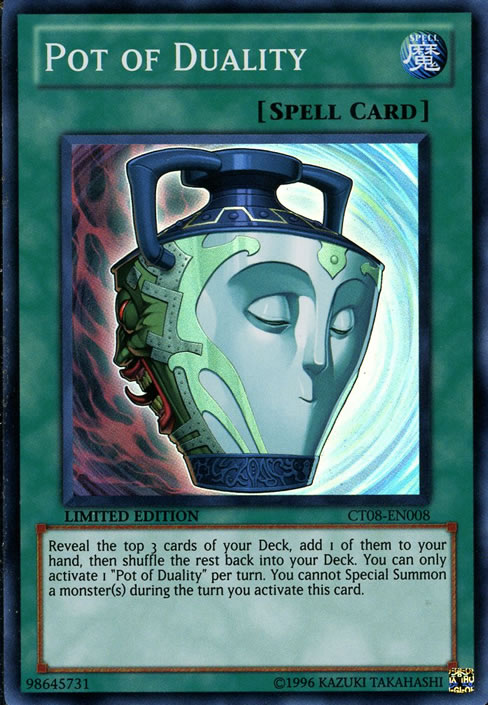 POT OF DUALITY
SPELL
魔
[SPELL CARD]
LIMITED EDITION
CT08-EN008
Reveal the top 3 cards of your Deck, add 1 of them to your
hand, then shuffle the rest back into your Deck. You can only
activate 1 "Pot of Duality" per turn. You cannot Special Summon
a monster(s) during the turn you activate this card.
98645731
©1996 KAZUKI TAKAHASHI